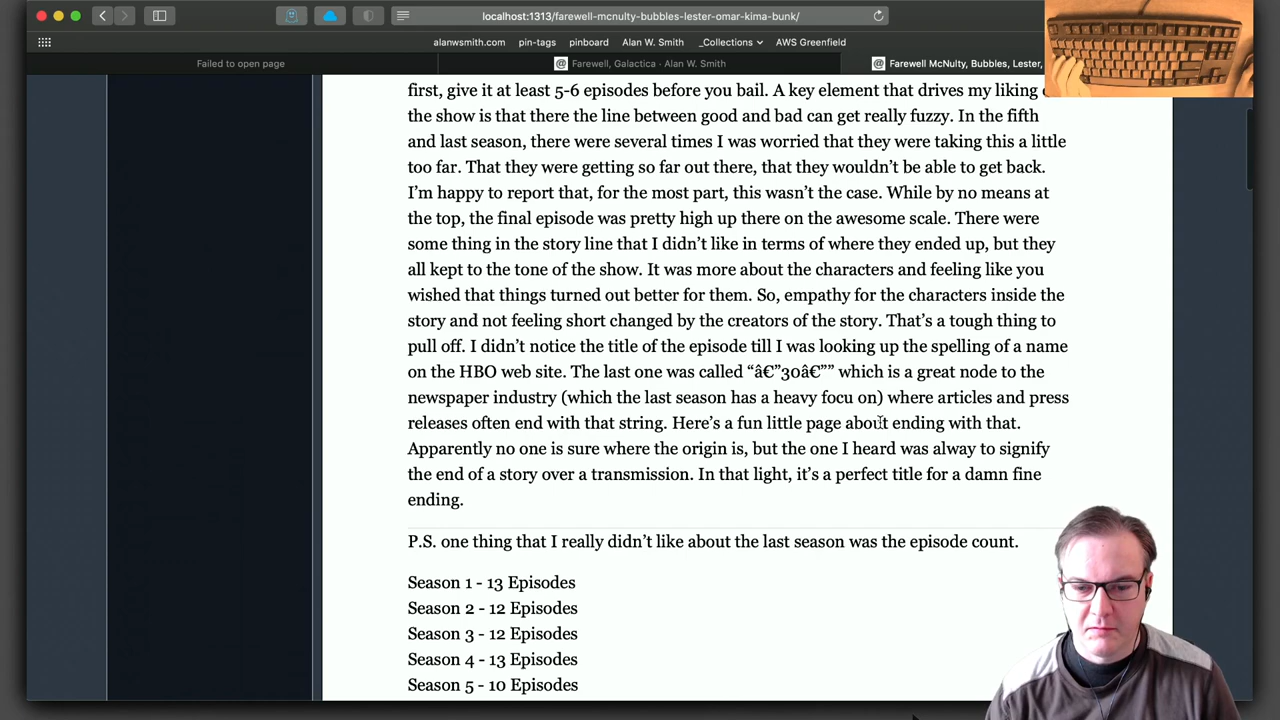 localhost:1313/farewell-mcnulty-bubbles-lester-omar-kima-bunk/
alanwsmith.com pin-tags pinboard Alan W. Smith _Collections AWS Greenfield
Failed to open page @ Farewell, Galactica - Alan W. Smith @ Farewell McNulty, Bubbles, Lester,
first, give it at least 5-6 episodes before you bail. A key element that drives my liking
the show is that there the line between good and bad can get really fuzzy. In the fifth
and last season, there were several times I was worried that they were taking this a little
too far. That they were getting so far out there, that they wouldn’t be able to get back.
I’m happy to report that, for the most part, this wasn’t the case. While by no means at
the top, the final episode was pretty high up there on the awesome scale. There were
some thing in the story line that I didn’t like in terms of where they ended up, but they
all kept to the tone of the show. It was more about the characters and feeling like you
wished that things turned out better for them. So, empathy for the characters inside the
story and not feeling short changed by the creators of the story. That’s a tough thing to
pull off. I didn’t notice the title of the episode till I was looking up the spelling of a name
on the HBO web site. The last one was called “â€”30â€”” which is a great node to the
newspaper industry (which the last season has a heavy focu on) where articles and press
releases often end with that string. Here’s a fun little page about ending with that.
Apparently no one is sure where the origin is, but the one I heard was alway to signify
the end of a story over a transmission. In that light, it’s a perfect title for a damn fine
ending.
P.S. one thing that I really didn’t like about the last season was the episode count.
Season 1 - 13 Episodes
Season 2 - 12 Episodes
Season 3 - 12 Episodes
Season 4 - 13 Episodes
Season 5 - 10 Episodes